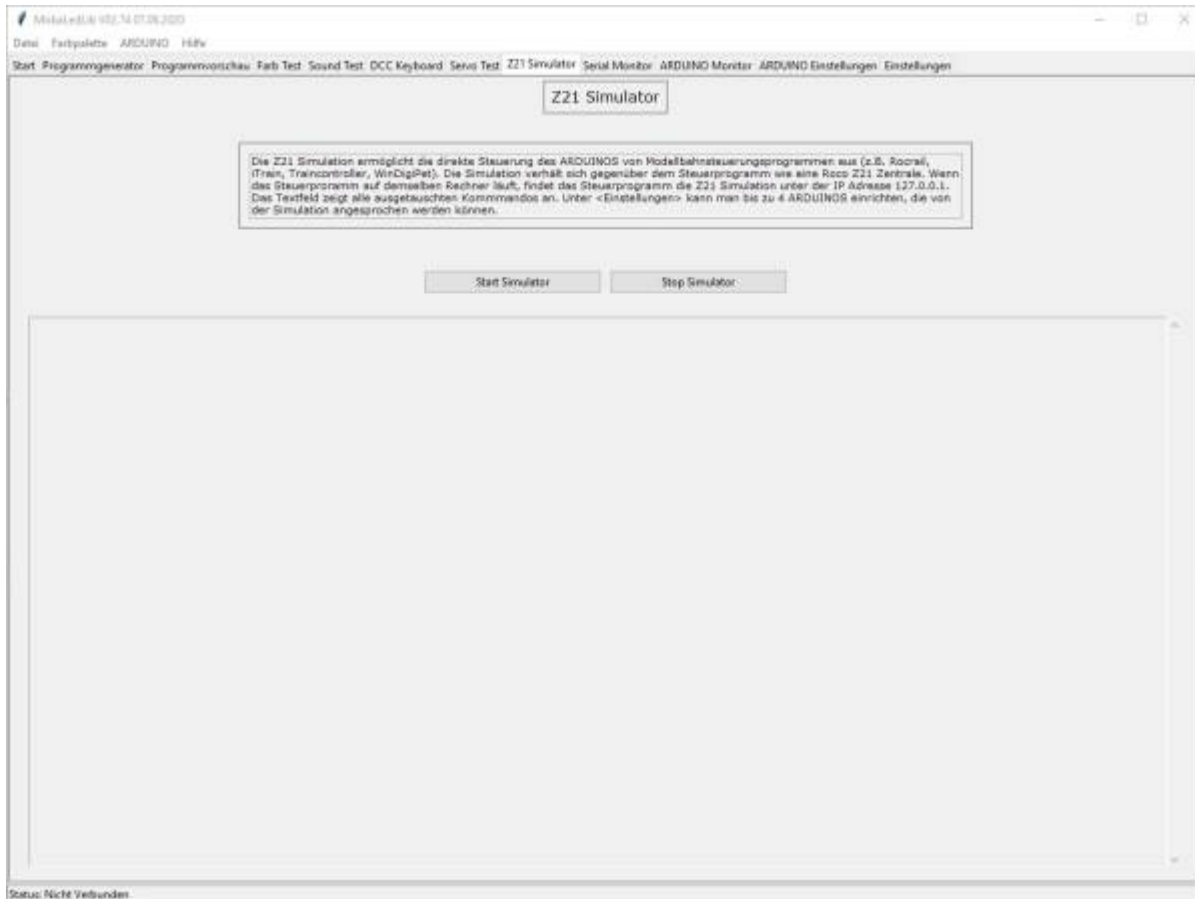 MobaLedLib V02.74 07.06.2020
Datei Farbpalette ARDUINO Hilfe
Start Programmgenerator Programmvorschau Farb Test Sound Test DCC Keyboard Servo Test Z21 Simulator Serial Monitor ARDUINO Monitor ARDUINO Einstellungen Einstellungen
Z21 Simulator
Die Z21 Simulation ermöglicht die direkte Steuerung des ARDUINOS von Modellbahnsteuerungsprogrammen aus (z.B. Rocrail,
iTrain, Traincontroller, WinDigiPet). Die Simulation verhält sich gegenüber dem Steuerprogramm wie eine Roco Z21 Zentrale. Wenn
das Steuerproramm auf demselben Rechner läuft, findet das Steuerprogramm die Z21 Simulation unter der IP Adresse 127.0.0.1.
Das Textfeld zeigt alle ausgetauschten Kommmandos an. Unter <Einstellungen> kann man bis zu 4 ARDUINOS einrichten, die von
der Simulation angesprochen werden können.
Start Simulator Stop Simulator
Status: Nicht Verbunden